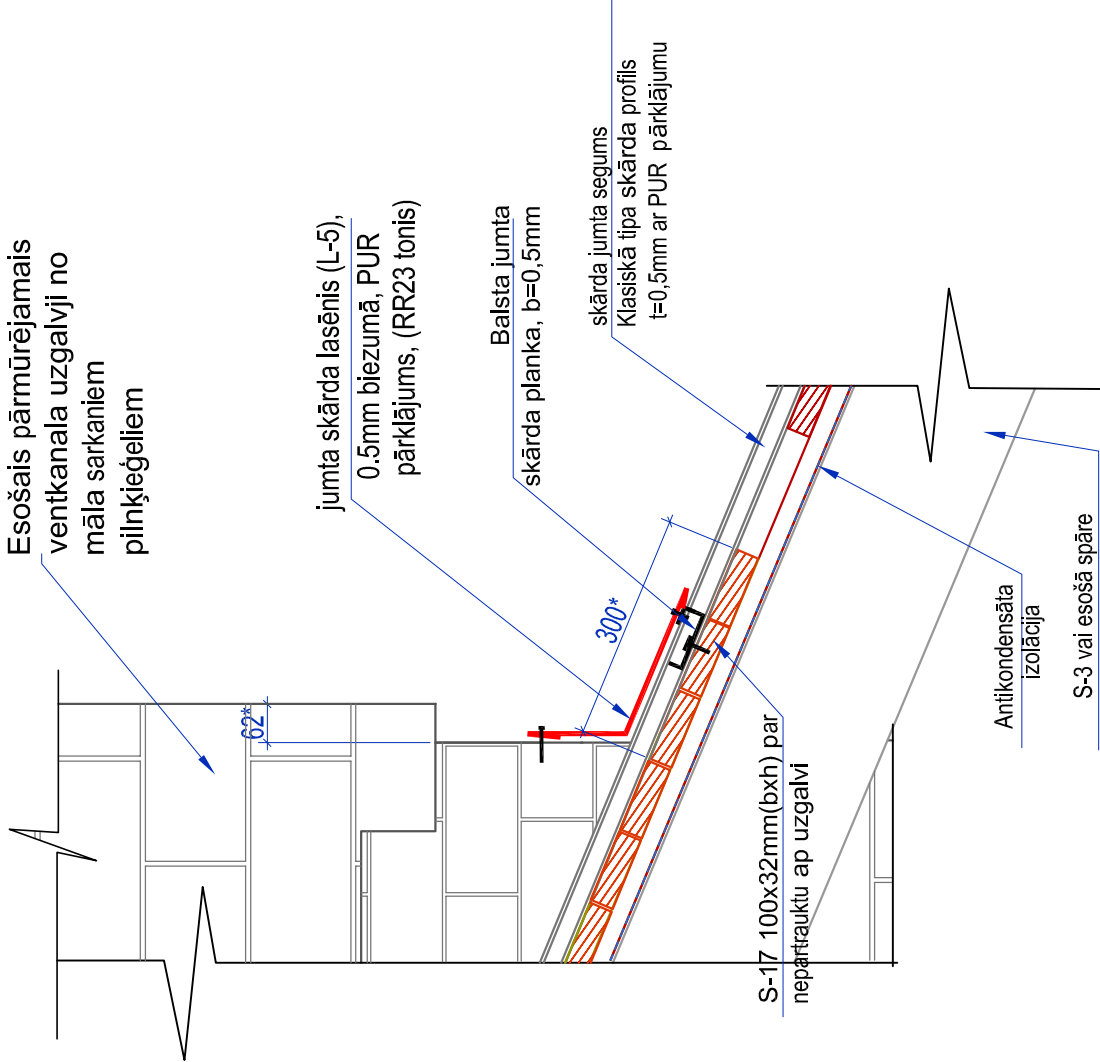 Esošais pārmūrējamais
ventkanala uzgalvji no
māla sarkaniem
pilnķieģeliem
jumta skārda lasēnis (L-5),
0.5mm biezumā, PUR
pārklājums, (RR23 tonis)
Balsta jumta
skārda planka, b=0,5mm
skārda jumta segums
Klasiskā tipa skārda profils
t=0,5mm ar PUR pārklājumu
62*
300*
S-17 100x32mm(bxh) par
nepārtrauktu ap uzgalvi
Antikondensāta
izolācija
S-3 vai esošā spāre